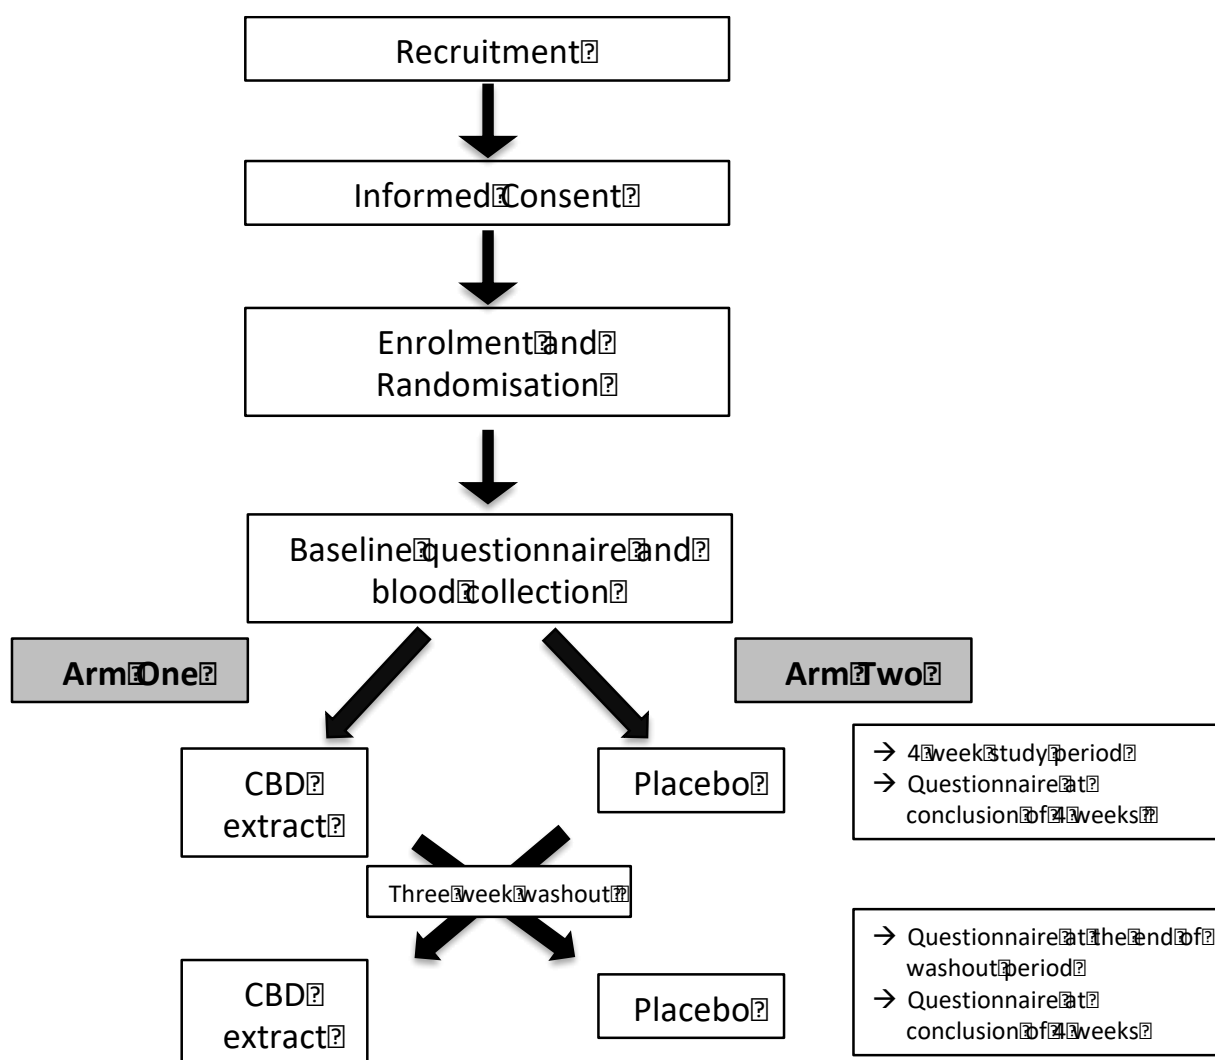 Recruitment⍰
Informed⍰Consent⍰
Enrolment⍰and⍰
Randomisation⍰
Baseline⍰questionnaire⍰and⍰
blood⍰collection⍰
Arm⍰One⍰
Arm⍰Two⍰
CBD⍰
extract⍰
Placebo⍰
→ 4⍰week⍰study⍰period⍰
→ Questionnaire⍰at⍰
conclusion⍰of⍰4⍰weeks⍰⍰
Three⍰week⍰washout⍰⍰
CBD⍰
extract⍰
Placebo⍰
→ Questionnaire⍰at⍰the⍰end⍰of⍰
washout⍰period⍰
→ Questionnaire⍰at⍰
conclusion⍰of⍰4⍰weeks⍰